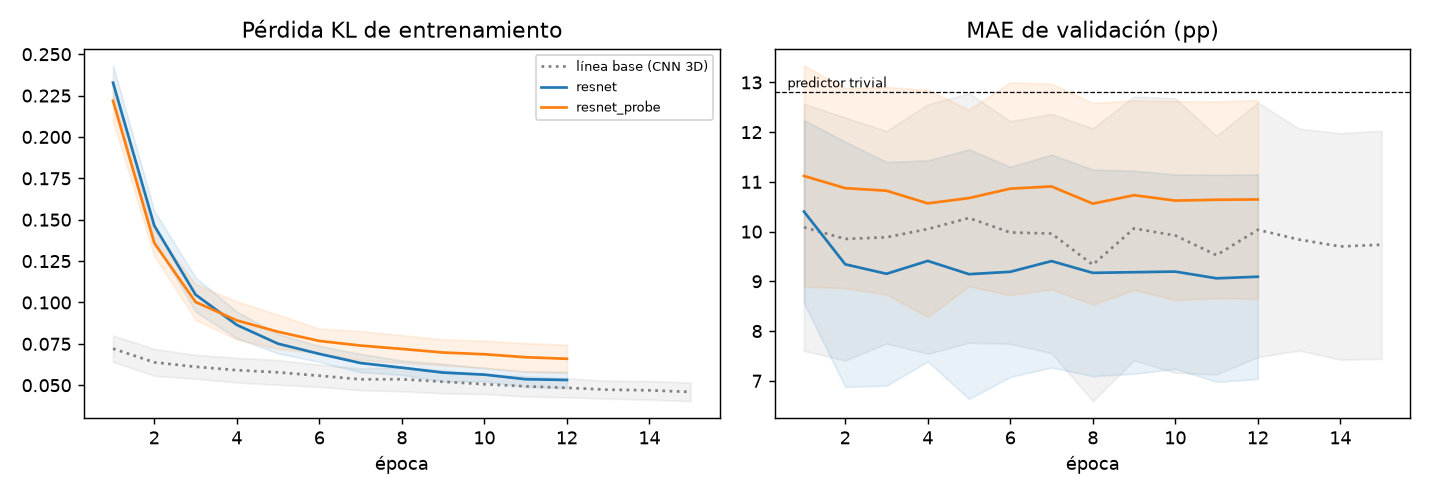 Pérdida KL de entrenamiento
0.250
0.225
0.200
0.175
0.150
0.125
0.100
0.075
0.050
línea base (CNN 3D)
resnet
resnet_probe
2 4 6 8 10 12 14
época
MAE de validación (pp)
13
12
11
10
9
8
7
predictor trivial
2 4 6 8 10 12 14
época